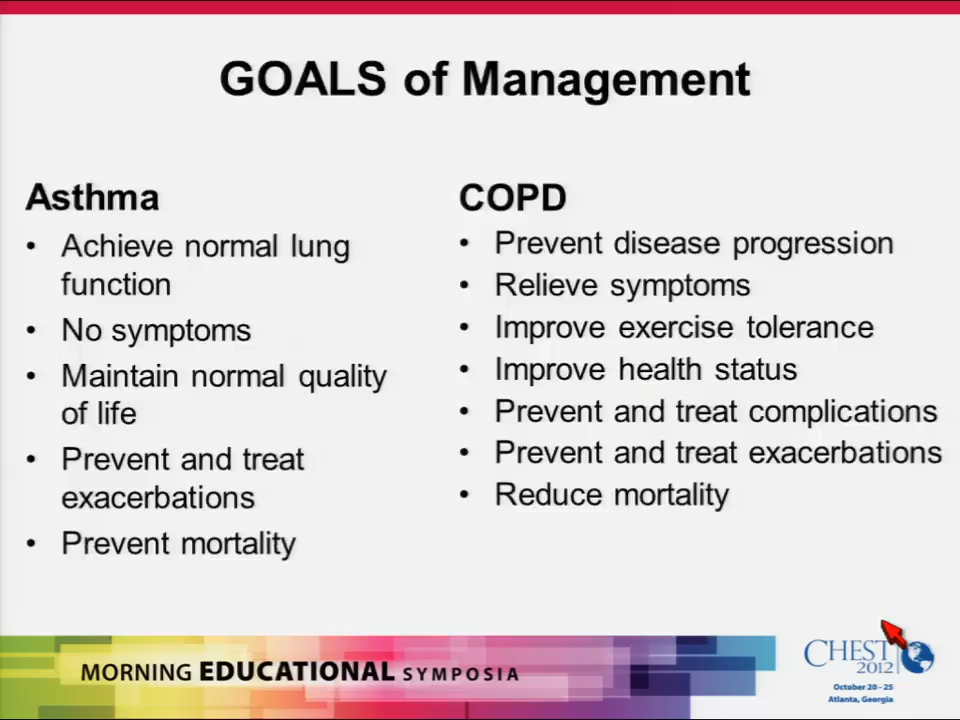 GOALS of Management
Asthma
• Achieve normal lung
function
• No symptoms
• Maintain normal quality
of life
• Prevent and treat
exacerbations
• Prevent mortality
COPD
• Prevent disease progression
• Relieve symptoms
• Improve exercise tolerance
• Improve health status
• Prevent and treat complications
• Prevent and treat exacerbations
• Reduce mortality
MORNING EDUCATIONAL SYMPOSIA
CHEST
2012
October 20 - 25
Atlanta, Georgia